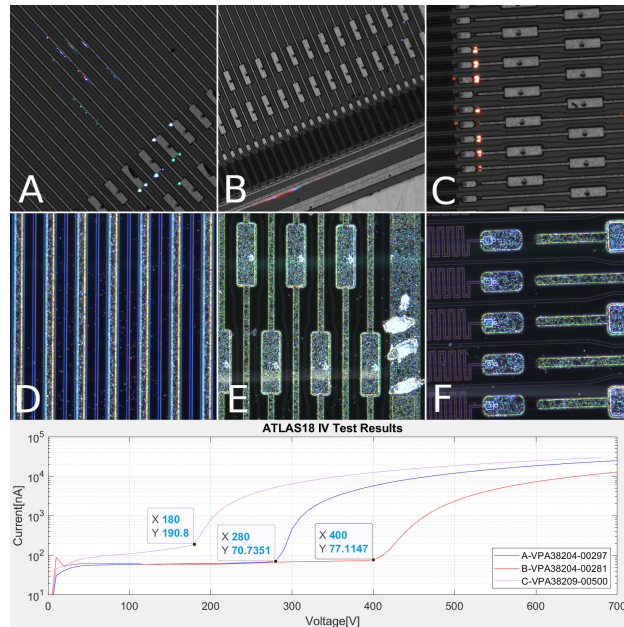 A
B
C
D
E
F
ATLAS18 IV Test Results
Current[nA]
10^5
10^4
10^3
10^2
10^1
X 180
Y 190.8
X 280
Y 70.7351
X 400
Y 77.1147
A-VPA38204-00297
B-VPA38204-00281
C-VPA38209-00500
0 100 200 300 400 500 600 700
Voltage[V]